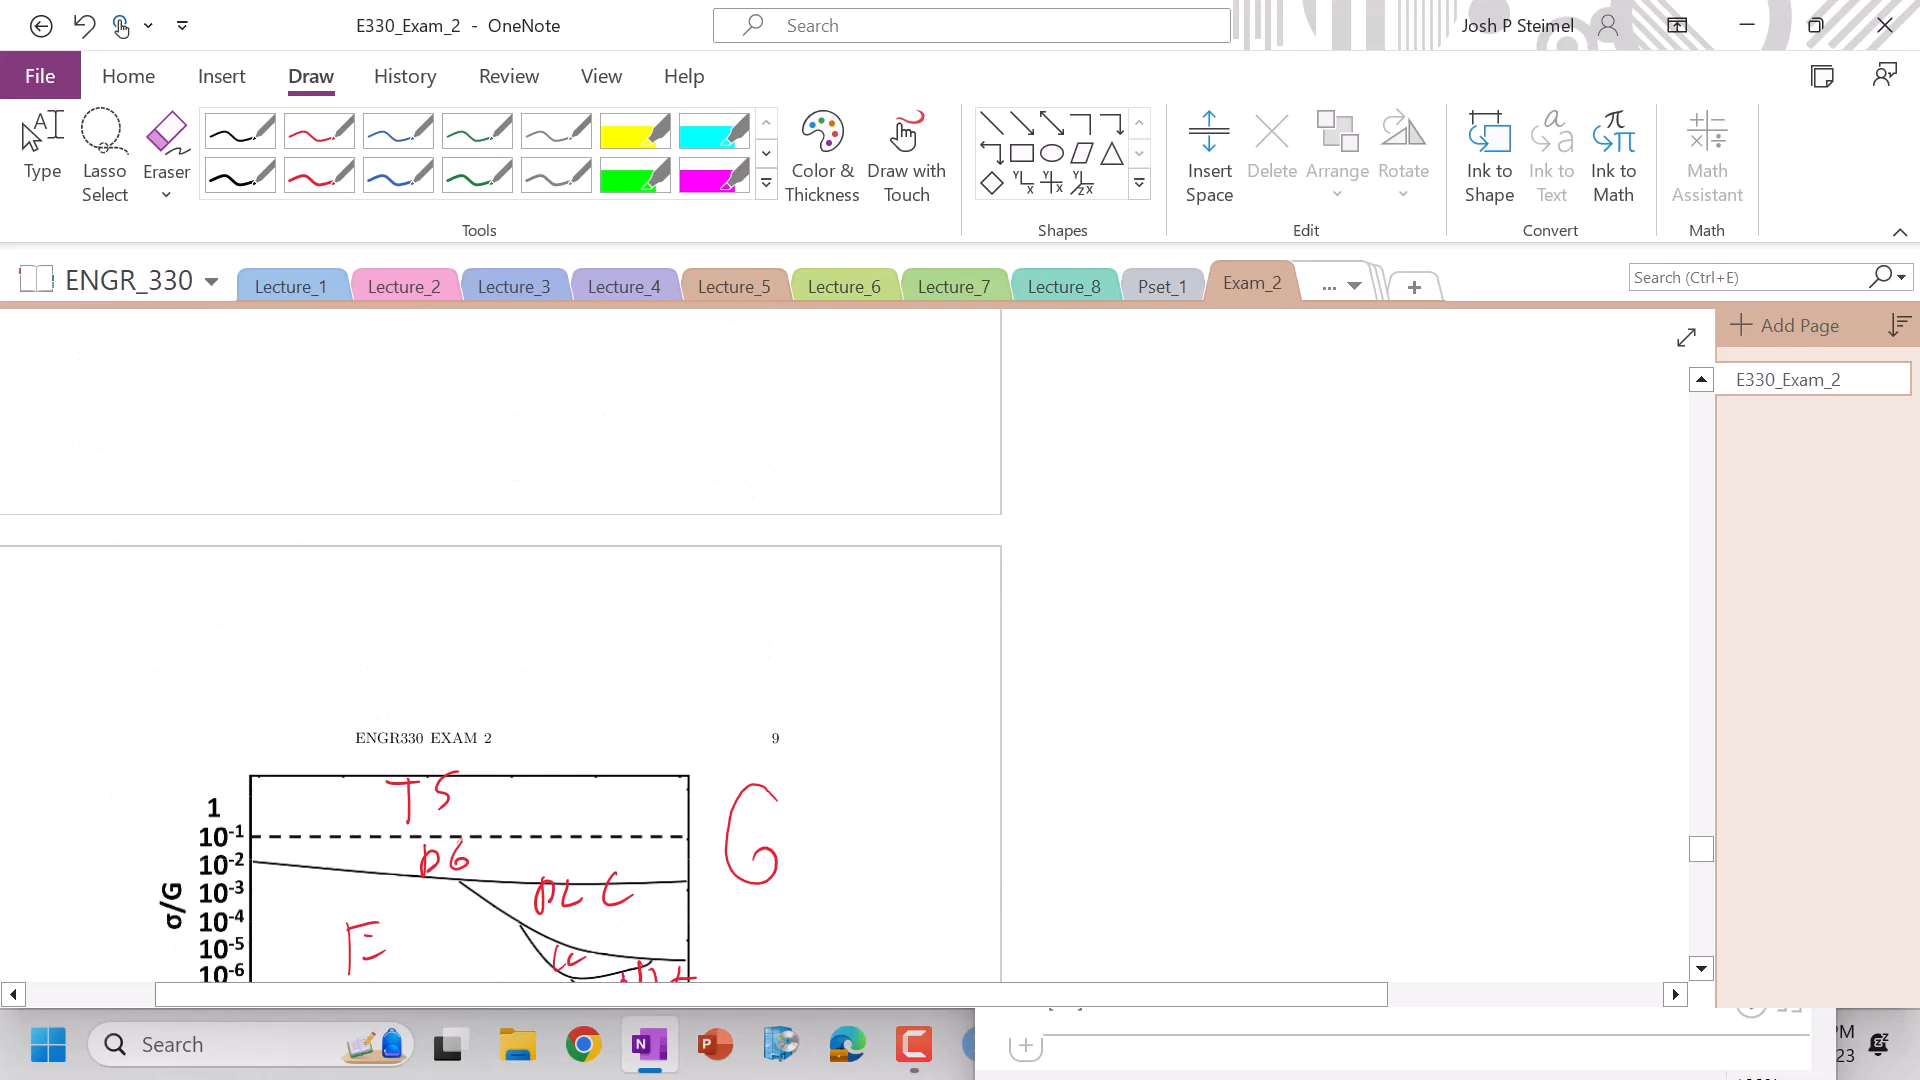 E330_Exam_2 - OneNote
Search
Josh P Steimel
File
Home
Insert
Draw
History
Review
View
Help
Type
Lasso Select
Eraser
Color & Thickness
Draw with Touch
Insert Space
Delete
Arrange
Rotate
Ink to Shape
Ink to Text
Ink to Math
Math Assistant
Tools
Shapes
Edit
Convert
Math
ENGR_330
Lecture_1
Lecture_2
Lecture_3
Lecture_4
Lecture_5
Lecture_6
Lecture_7
Lecture_8
Pset_1
Exam_2
...
Search (Ctrl+E)
Add Page
E330_Exam_2
ENGR330 EXAM 2
9
TS
1
10⁻¹
DG
10⁻²
DLC
10⁻³
σ/G
10⁻⁴
E
10⁻⁵
10⁻⁶
6
Search
PM
23